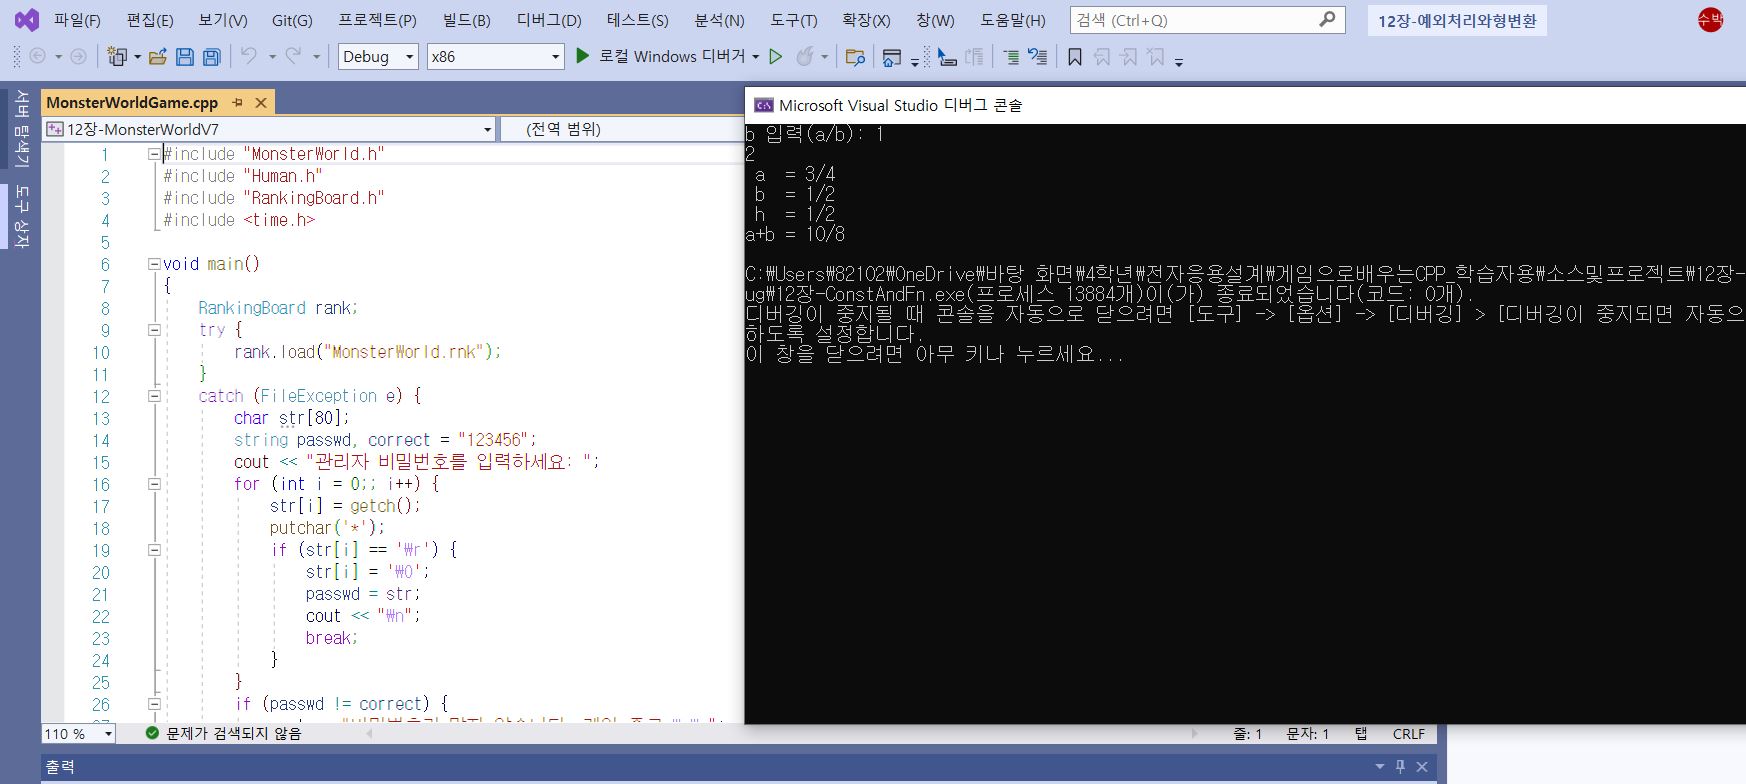 파일(F) 편집(E) 보기(V) Git(G) 프로젝트(P) 빌드(B) 디버그(D) 테스트(S) 분석(N) 도구(T) 확장(X) 창(W) 도움말(H) 검색 (Ctrl+Q) 12장-예외처리와형변환 수박
Debug x86 로컬 Windows 디버거
서버 탐색기
도구 상자
MonsterWorldGame.cpp
12장-MonsterWorldV7 (전역 범위)
1 #include "MonsterWorld.h"
2 #include "Human.h"
3 #include "RankingBoard.h"
4 #include <time.h>
5
6 void main()
7 {
8 RankingBoard rank;
9 try {
10 rank.load("MonsterWorld.rnk");
11 }
12 catch (FileException e) {
13 char str[80];
14 string passwd, correct = "123456";
15 cout << "관리자 비밀번호를 입력하세요: ";
16 for (int i = 0;; i++) {
17 str[i] = getch();
18 putchar('*');
19 if (str[i] == '₩r') {
20 str[i] = '₩0';
21 passwd = str;
22 cout << "₩n";
23 break;
24 }
25 }
26 if (passwd != correct) {
110 % 문제가 검색되지 않음 줄: 1 문자: 1 탭 CRLF
출력
Microsoft Visual Studio 디버그 콘솔
b 입력(a/b): 1
2
a = 3/4
b = 1/2
h = 1/2
a+b = 10/8
C:₩Users₩82102₩OneDrive₩바탕 화면₩4학년₩전자응용설계₩게임으로배우는CPP_학습자용₩소스및프로젝트₩12장-
ug₩12장-ConstAndFn.exe(프로세스 13884개)이(가) 종료되었습니다(코드: 0개).
디버깅이 중지될 때 콘솔을 자동으로 닫으려면 [도구] -> [옵션] -> [디버깅] > [디버깅이 중지되면 자동으
하도록 설정합니다.
이 창을 닫으려면 아무 키나 누르세요...